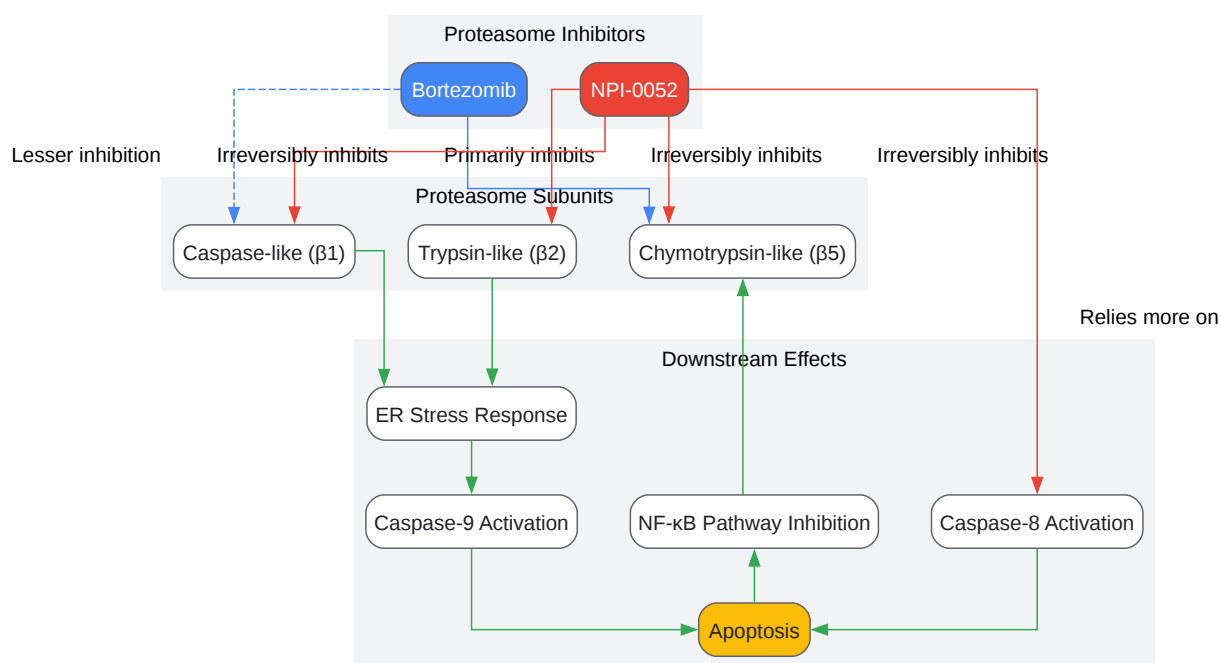 Proteasome Inhibitors
Bortezomib
NPI-0052
Lesser inhibition
Irreversibly inhibits
Primarily inhibits
Irreversibly inhibits
Irreversibly inhibits
Proteasome Subunits
Caspase-like (β1)
Trypsin-like (β2)
Chymotrypsin-like (β5)
Relies more on
Downstream Effects
ER Stress Response
Caspase-9 Activation
NF-κB Pathway Inhibition
Caspase-8 Activation
Apoptosis